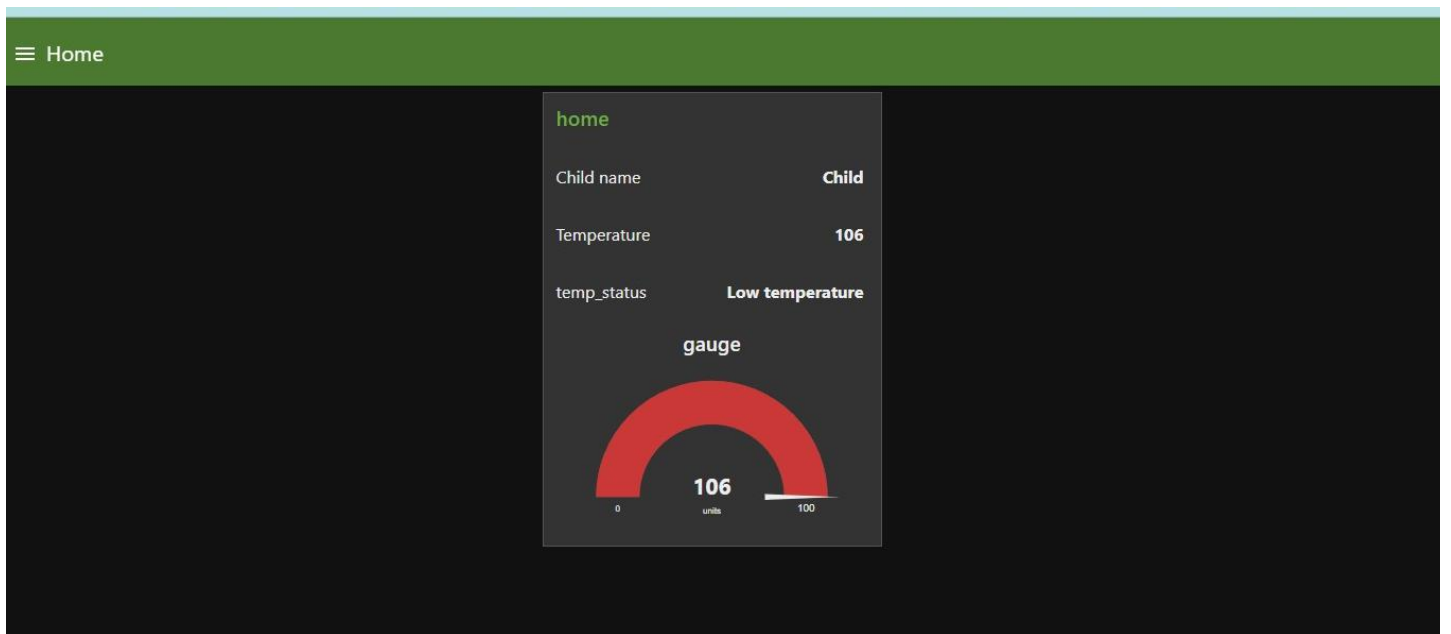 Home
home
Child name Child
Temperature 106
temp_status Low temperature
gauge
106
0 units 100